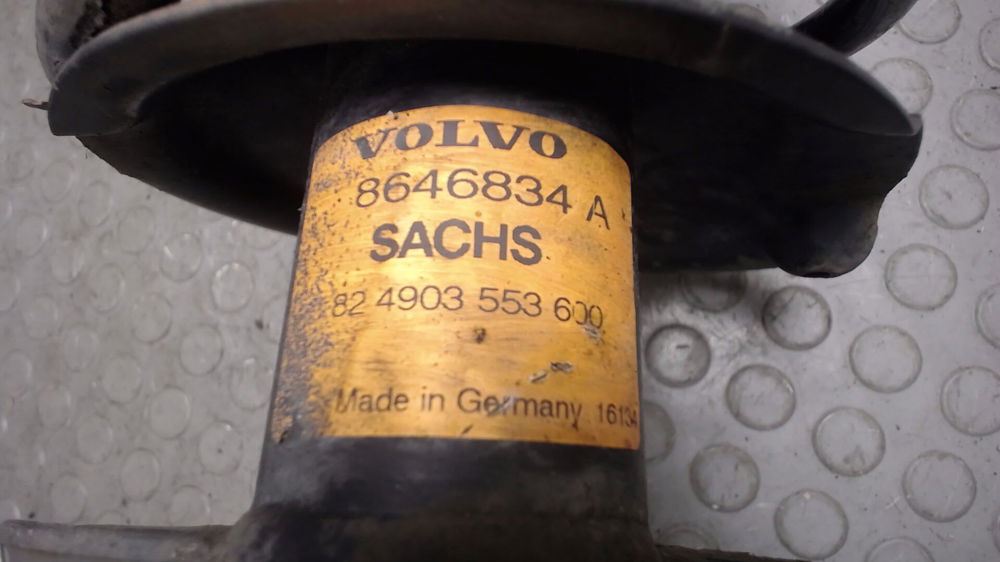 VOLVO
8646834 A
SACHS
82 4903 553 600
Made in Germany 16134